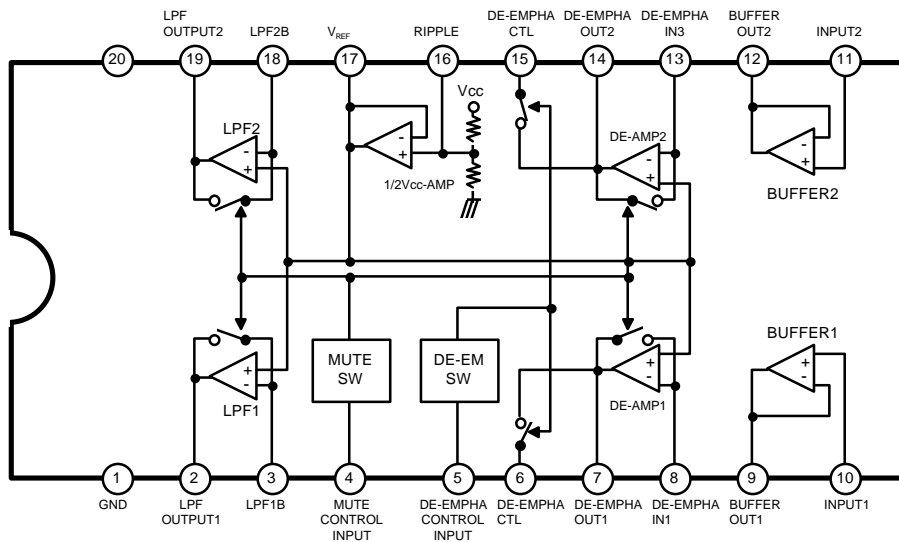 LPF
OUTPUT2
LPF2B
VREF
RIPPLE
DE-EMPHA
CTL
DE-EMPHA
OUT2
DE-EMPHA
IN3
BUFFER
OUT2
INPUT2
20
19
18
17
16
15
14
13
12
11
Vcc
LPF2
-
+
-
+
1/2Vcc-AMP
DE-AMP2
-
+
-
+
BUFFER2
MUTE
SW
DE-EM
SW
BUFFER1
+
-
LPF1
+
-
DE-AMP1
+
-
1
2
3
4
5
6
7
8
9
10
GND
LPF
OUTPUT1
LPF1B
MUTE
CONTROL
INPUT
DE-EMPHA
CONTROL
INPUT
DE-EMPHA
CTL
DE-EMPHA
OUT1
DE-EMPHA
IN1
BUFFER
OUT1
INPUT1